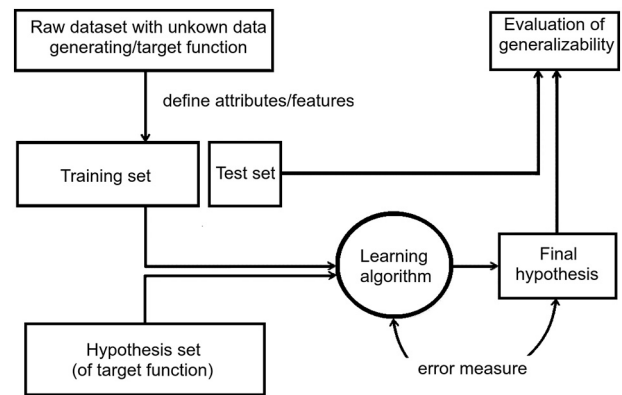 Raw dataset with unkown data
generating/target function
Evaluation of
generalizability
define attributes/features
Training set
Test set
Learning
algorithm
Final
hypothesis
Hypothesis set
(of target function)
error measure